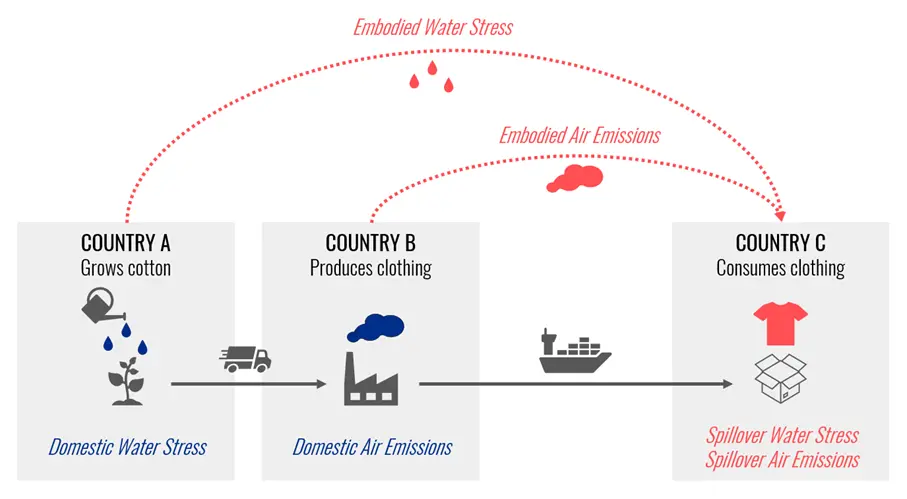 Embodied Water Stress
Embodied Air Emissions
COUNTRY A
Grows cotton
COUNTRY B
Produces clothing
COUNTRY C
Consumes clothing
Domestic Water Stress
Domestic Air Emissions
Spillover Water Stress
Spillover Air Emissions